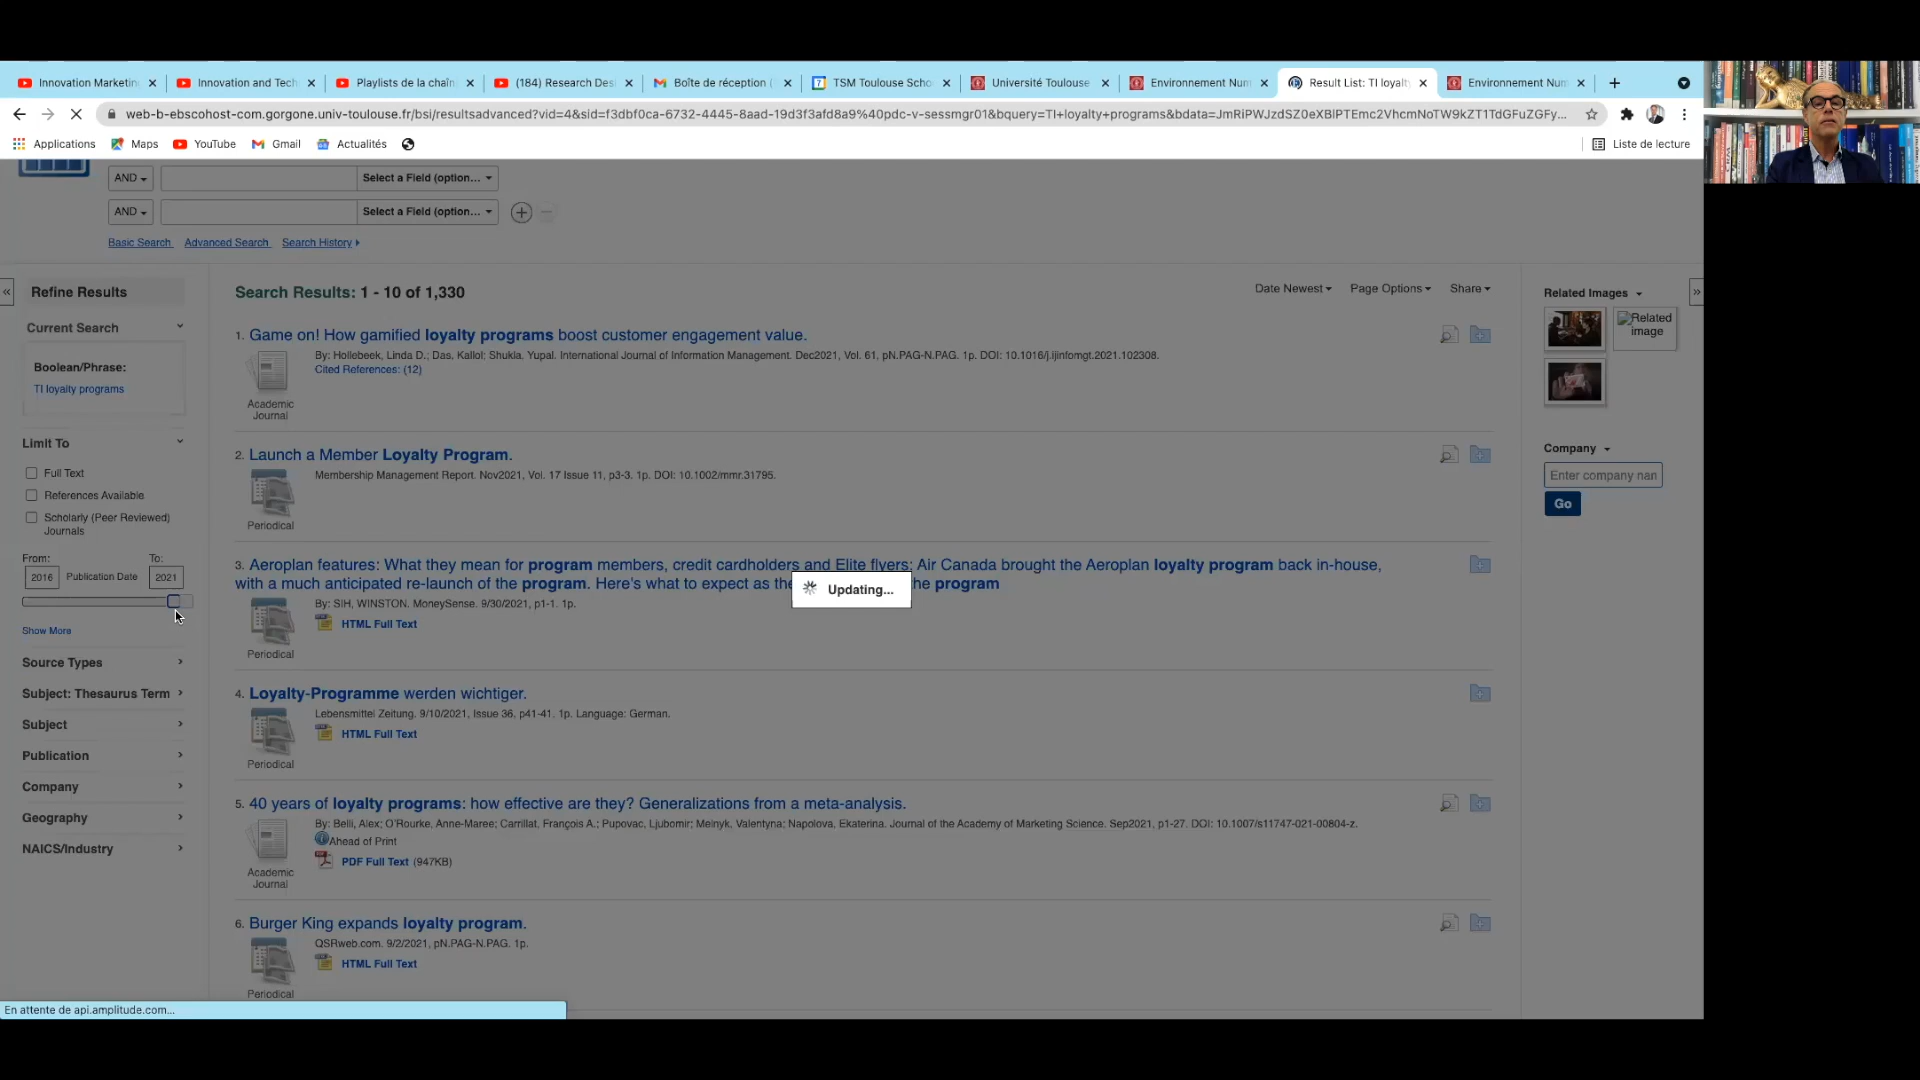 Innovation Marketin
Innovation and Tech
Playlists de la chaîn
(184) Research Des
Boîte de réception (
TSM Toulouse Scho
Université Toulouse
Environnement Num
Result List: TI loyalt
Environnement Num
web-b-ebscohost-com.gorgone.univ-toulouse.fr/bsi/resultsadvanced?vid=4&sid=f3dbf0ca-6732-4445-8aad-19d3f3afd8a9%40pdc-v-sessmgr01&bquery=TI+loyalty+programs&bdata=JmRiPWJzdSZ0eXBlPTEmc2VhcmNoTW9kZT1TdGFuZGFy...
Applications
Maps
YouTube
Gmail
Actualités
Liste de lecture
AND
Select a Field (option...
AND
Select a Field (option...
Basic Search
Advanced Search
Search History
Refine Results
Current Search
Boolean/Phrase:
TI loyalty programs
Limit To
Full Text
References Available
Scholarly (Peer Reviewed)
Journals
From:
To:
2016
Publication Date
2021
Show More
Source Types
Subject: Thesaurus Term
Subject
Publication
Company
Geography
NAICS/Industry
Search Results: 1 - 10 of 1,330
Date Newest
Page Options
Share
1. Game on! How gamified loyalty programs boost customer engagement value.
By: Hollebeek, Linda D.; Das, Kallol; Shukla, Yupal. International Journal of Information Management. Dec2021, Vol. 61, pN.PAG-N.PAG. 1p. DOI: 10.1016/j.ijinfomgt.2021.102308.
Cited References: (12)
Academic
Journal
2. Launch a Member Loyalty Program.
Membership Management Report. Nov2021, Vol. 17 Issue 11, p3-3. 1p. DOI: 10.1002/mmr.31795.
Periodical
3. Aeroplan features: What they mean for program members, credit cardholders and Elite flyers: Air Canada brought the Aeroplan loyalty program back in-house,
with a much anticipated re-launch of the program. Here's what to expect as the
he program
By: SIH, WINSTON. MoneySense. 9/30/2021, p1-1. 1p.
HTML Full Text
Periodical
4. Loyalty-Programme werden wichtiger.
Lebensmittel Zeitung. 9/10/2021, Issue 36, p41-41. 1p. Language: German.
HTML Full Text
Periodical
5. 40 years of loyalty programs: how effective are they? Generalizations from a meta-analysis.
By: Belli, Alex; O'Rourke, Anne-Maree; Carrillat, François A.; Pupovac, Ljubomir; Melnyk, Valentyna; Napolova, Ekaterina. Journal of the Academy of Marketing Science. Sep2021, p1-27. DOI: 10.1007/s11747-021-00804-z.
Ahead of Print
PDF Full Text (947KB)
Academic
Journal
6. Burger King expands loyalty program.
QSRweb.com. 9/2/2021, pN.PAG-N.PAG. 1p.
HTML Full Text
Periodical
Updating...
Related Images
Related
image
Company
Enter company nan
Go
En attente de api.amplitude.com...